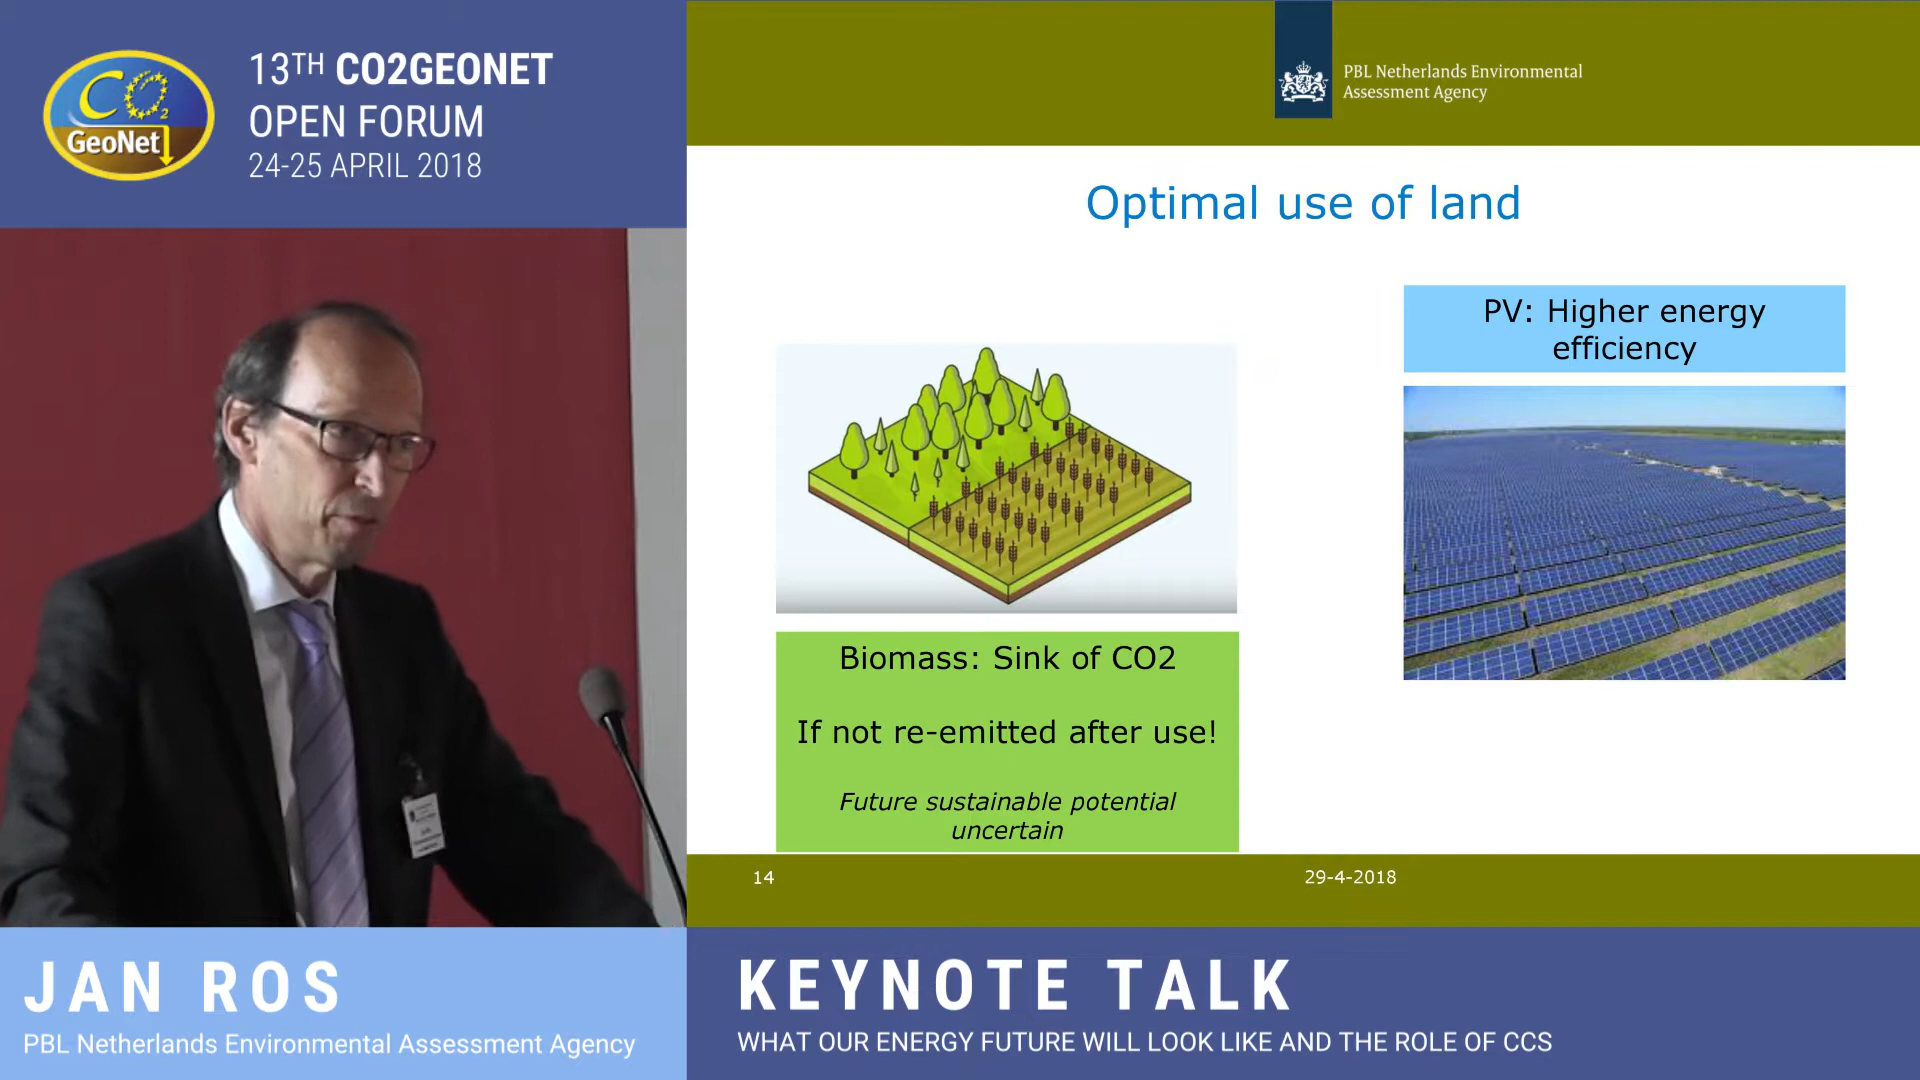 CO2
GeoNet
13TH CO2GEONET
OPEN FORUM
24-25 APRIL 2018
PBL Netherlands Environmental
Assessment Agency
Optimal use of land
PV: Higher energy
efficiency
Biomass: Sink of CO2
If not re-emitted after use!
Future sustainable potential
uncertain
14
29-4-2018
JAN ROS
PBL Netherlands Environmental Assessment Agency
KEYNOTE TALK
WHAT OUR ENERGY FUTURE WILL LOOK LIKE AND THE ROLE OF CCS